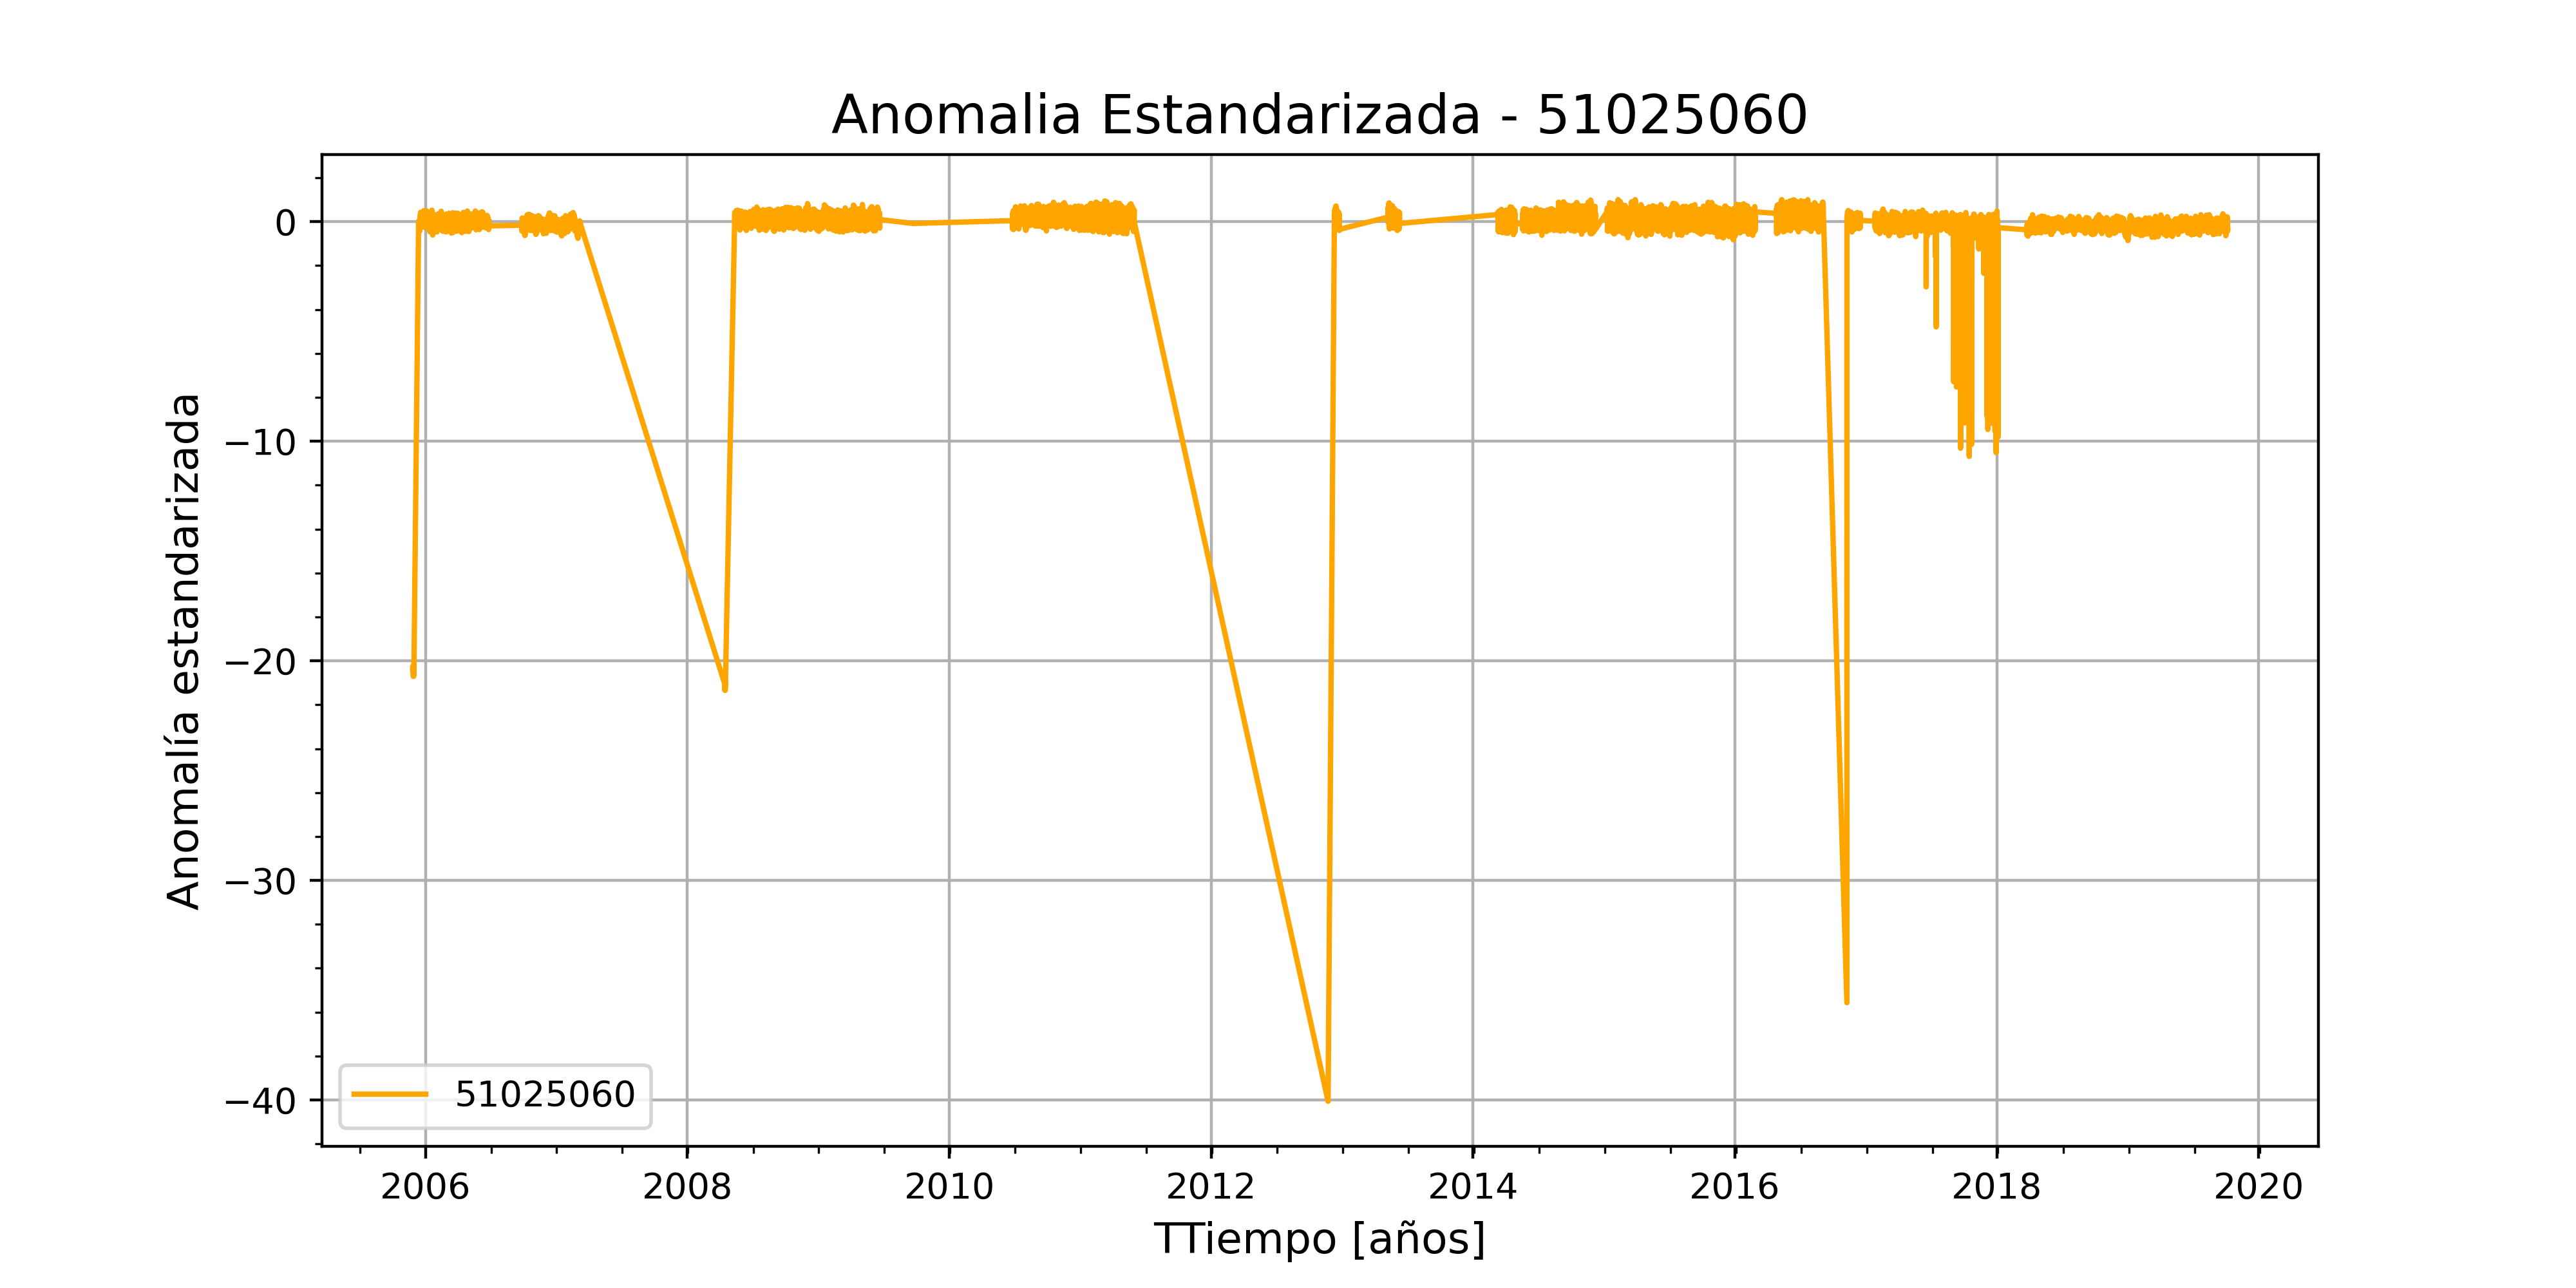 Anomalia Estandarizada - 51025060
Anomalía estandarizada
0
−10
−20
−30
−40
51025060
2006 2008 2010 2012 2014 2016 2018 2020
TTiempo [años]